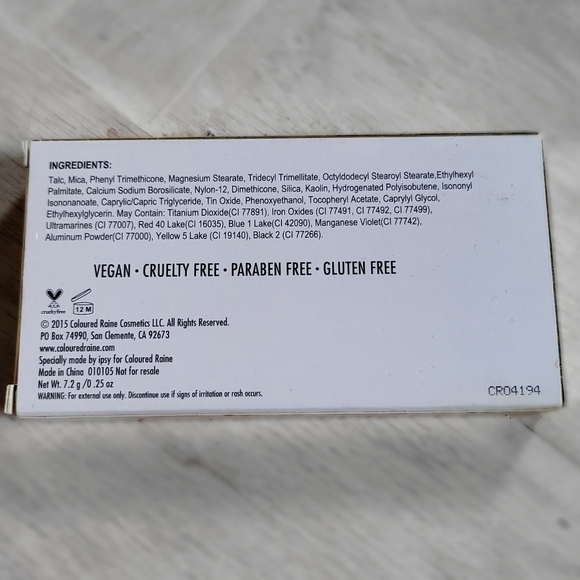 INGREDIENTS:
Talc, Mica, Phenyl Trimethicone, Magnesium Stearate, Tridecyl Trimellitate, Octyldodecyl Stearoyl Stearate,Ethylhexyl
Palmitate, Calcium Sodium Borosilicate, Nylon-12, Dimethicone, Silica, Kaolin, Hydrogenated Polyisobutene, Isononyl
Isononanoate, Caprylic/Capric Triglyceride, Tin Oxide, Phenoxyethanol, Tocopheryl Acetate, Caprylyl Glycol,
Ethylhexylglycerin. May Contain: Titanium Dioxide(CI 77891), Iron Oxides (CI 77491, CI 77492, CI 77499),
Ultramarines (CI 77007), Red 40 Lake(CI 16035), Blue 1 Lake(CI 42090), Manganese Violet(CI 77742),
Aluminum Powder(CI 77000), Yellow 5 Lake (CI 19140), Black 2 (CI 77266).
VEGAN · CRUELTY FREE · PARABEN FREE · GLUTEN FREE
crueltyfree 12 M
© 2015 Coloured Raine Cosmetics LLC. All Rights Reserved.
PO Box 74990, San Clemente, CA 92673
www.colouredraine.com
Specially made by ipsy for Coloured Raine
Made in China 010105 Not for resale
Net Wt. 7.2 g /0 .25 oz
WARNING: For external use only. Discontinue use if signs of irritation or rash occurs.
CR04194